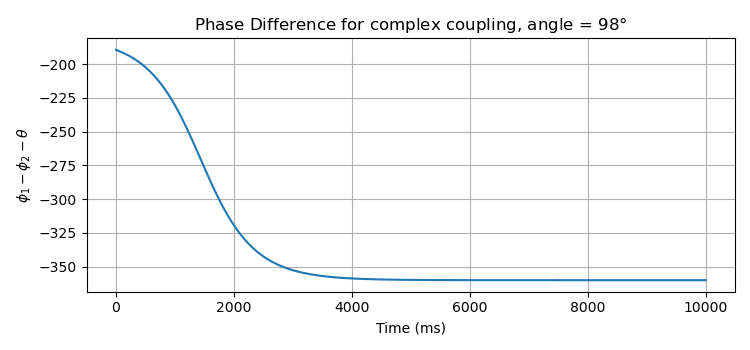 Phase Difference for complex coupling, angle = 98°
ϕ₁ − ϕ₂ − θ
−200
−225
−250
−275
−300
−325
−350
0 2000 4000 6000 8000 10000
Time (ms)